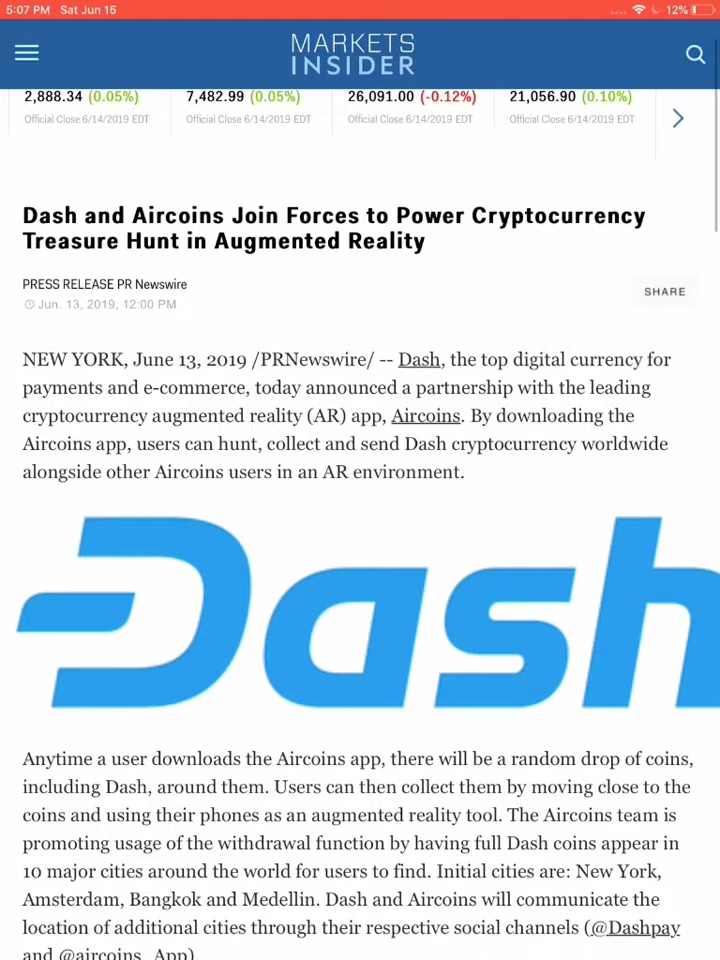 5:07 PM Sat Jun 15 12%
MARKETS
INSIDER
2,888.34 (0.05%) 7,482.99 (0.05%) 26,091.00 (-0.12%) 21,056.90 (0.10%)
Official Close 6/14/2019 EDT Official Close 6/14/2019 EDT Official Close 6/14/2019 EDT Official Close 6/14/2019 EDT
Dash and Aircoins Join Forces to Power Cryptocurrency
Treasure Hunt in Augmented Reality
PRESS RELEASE PR Newswire
SHARE
Jun. 13, 2019, 12:00 PM
NEW YORK, June 13, 2019 /PRNewswire/ -- Dash, the top digital currency for
payments and e-commerce, today announced a partnership with the leading
cryptocurrency augmented reality (AR) app, Aircoins. By downloading the
Aircoins app, users can hunt, collect and send Dash cryptocurrency worldwide
alongside other Aircoins users in an AR environment.
Dash
Anytime a user downloads the Aircoins app, there will be a random drop of coins,
including Dash, around them. Users can then collect them by moving close to the
coins and using their phones as an augmented reality tool. The Aircoins team is
promoting usage of the withdrawal function by having full Dash coins appear in
10 major cities around the world for users to find. Initial cities are: New York,
Amsterdam, Bangkok and Medellin. Dash and Aircoins will communicate the
location of additional cities through their respective social channels (@Dashpay
and @aircoins_App).